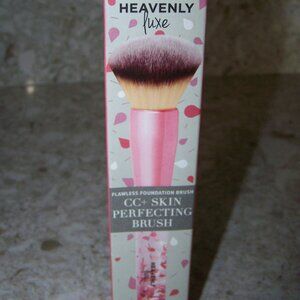 HEAVENLY
luxe
FLAWLESS FOUNDATION BRUSH
CC+ SKIN
PERFECTING
BRUSH